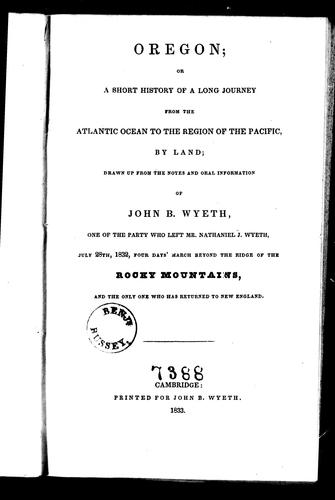 OREGON;
OR
A SHORT HISTORY OF A LONG JOURNEY
FROM THE
ATLANTIC OCEAN TO THE REGION OF THE PACIFIC,
BY LAND;
DRAWN UP FROM THE NOTES AND ORAL INFORMATION
OF
JOHN B. WYETH,
ONE OF THE PARTY WHO LEFT MR. NATHANIEL J. WYETH,
JULY 28TH, 1832, FOUR DAYS' MARCH BEYOND THE RIDGE OF THE
ROCKY MOUNTAINS,
AND THE ONLY ONE WHO HAS RETURNED TO NEW ENGLAND.
BENJ.
BUSSEY,
7388
CAMBRIDGE:
PRINTED FOR JOHN B. WYETH.
1833.